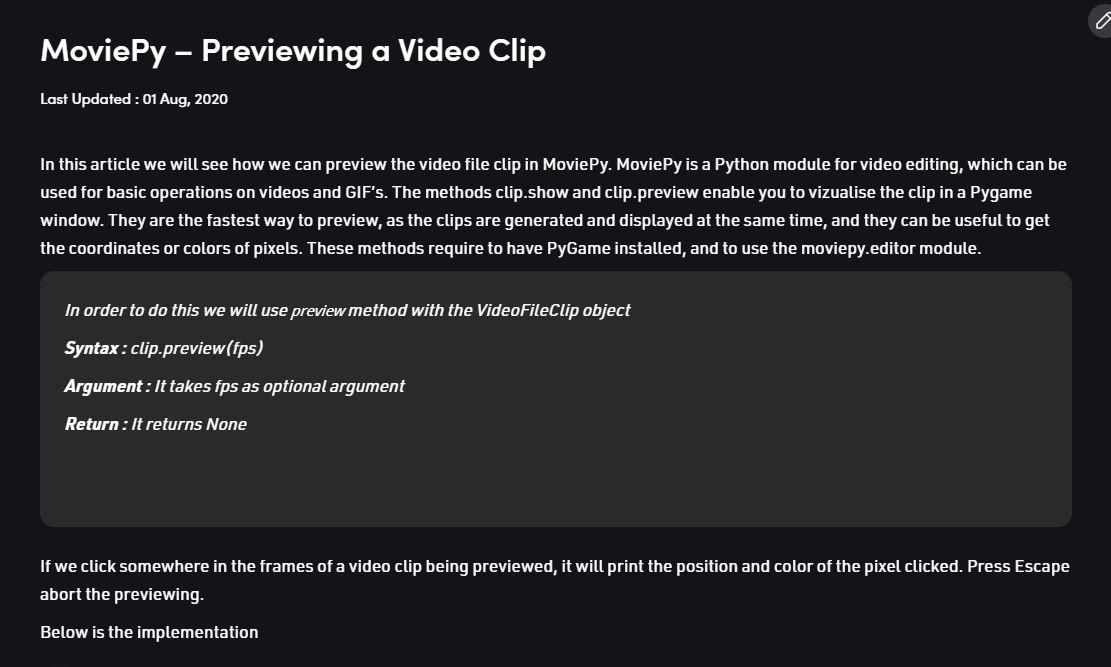 MoviePy – Previewing a Video Clip
Last Updated : 01 Aug, 2020
In this article we will see how we can preview the video file clip in MoviePy. MoviePy is a Python module for video editing, which can be
used for basic operations on videos and GIF’s. The methods clip.show and clip.preview enable you to vizualise the clip in a Pygame
window. They are the fastest way to preview, as the clips are generated and displayed at the same time, and they can be useful to get
the coordinates or colors of pixels. These methods require to have PyGame installed, and to use the moviepy.editor module.
In order to do this we will use preview method with the VideoFileClip object
Syntax : clip.preview(fps)
Argument : It takes fps as optional argument
Return : It returns None
If we click somewhere in the frames of a video clip being previewed, it will print the position and color of the pixel clicked. Press Escape
abort the previewing.
Below is the implementation